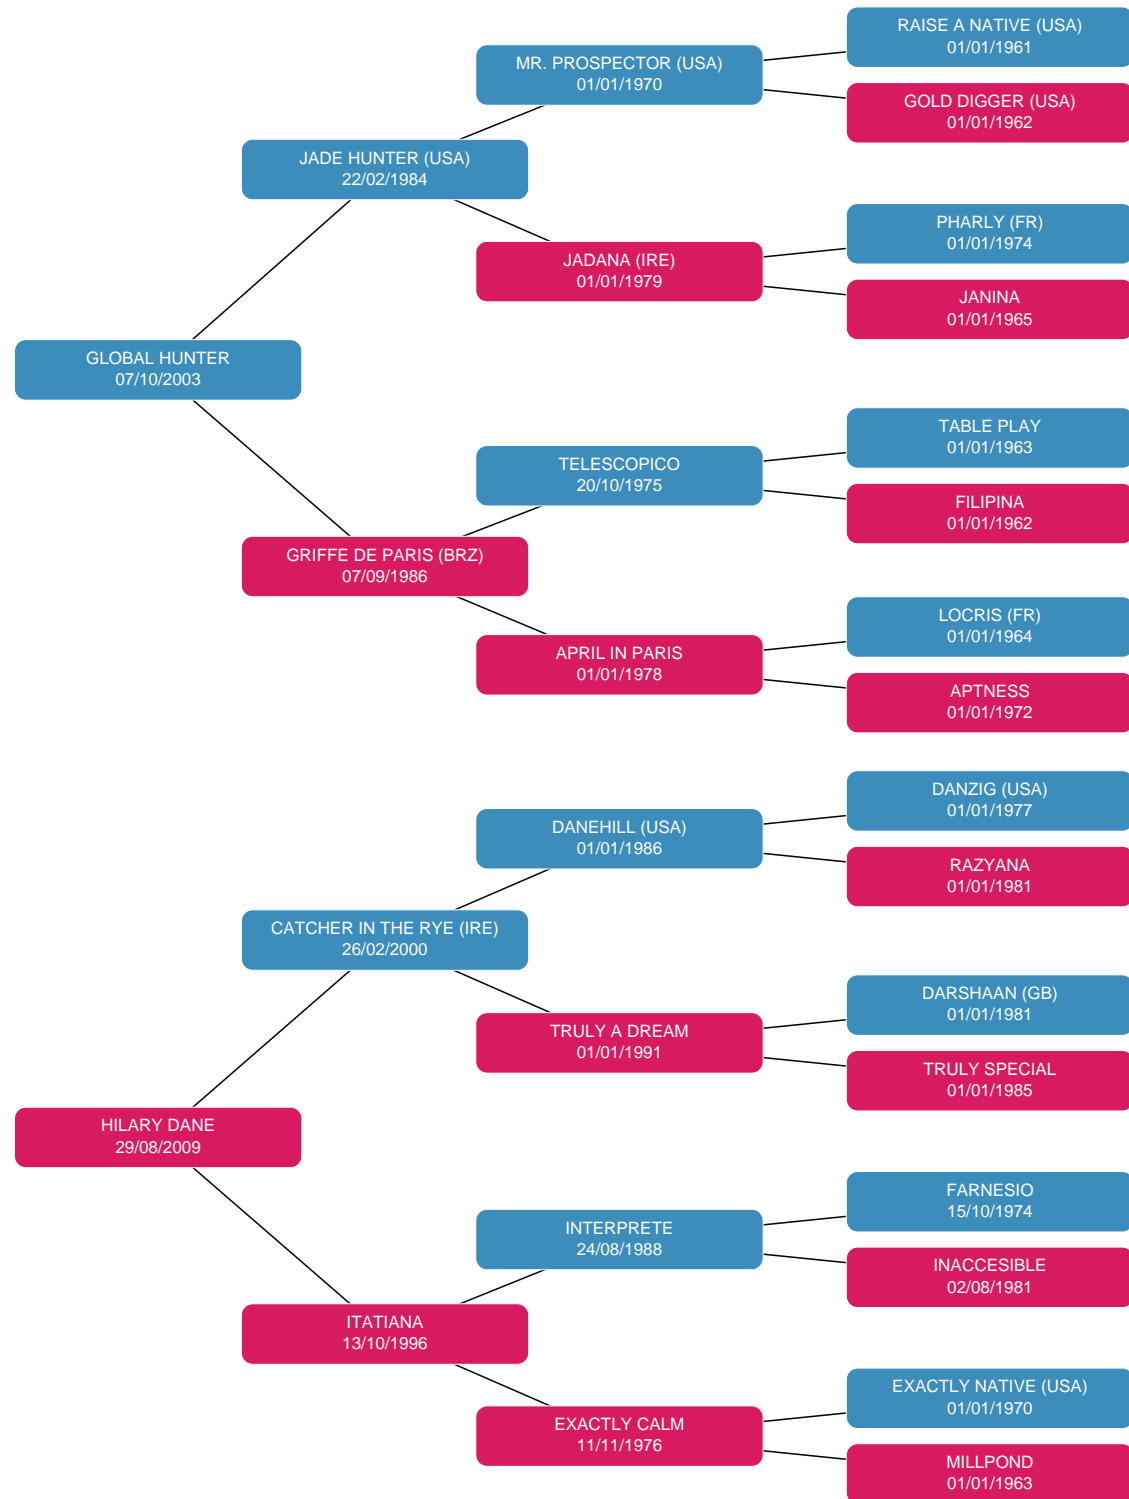 RAISE A NATIVE (USA)
01/01/1961
MR. PROSPECTOR (USA)
01/01/1970
GOLD DIGGER (USA)
01/01/1962
JADE HUNTER (USA)
22/02/1984
PHARLY (FR)
01/01/1974
JADANA (IRE)
01/01/1979
JANINA
01/01/1965
GLOBAL HUNTER
07/10/2003
TABLE PLAY
01/01/1963
TELESCOPICO
20/10/1975
FILIPINA
01/01/1962
GRIFFE DE PARIS (BRZ)
07/09/1986
LOCRIS (FR)
01/01/1964
APRIL IN PARIS
01/01/1978
APTNESS
01/01/1972
DANZIG (USA)
01/01/1977
DANEHILL (USA)
01/01/1986
RAZYANA
01/01/1981
CATCHER IN THE RYE (IRE)
26/02/2000
DARSHAAN (GB)
01/01/1981
TRULY A DREAM
01/01/1991
TRULY SPECIAL
01/01/1985
HILARY DANE
29/08/2009
FARNESIO
15/10/1974
INTERPRETE
24/08/1988
INACCESIBLE
02/08/1981
ITATIANA
13/10/1996
EXACTLY NATIVE (USA)
01/01/1970
EXACTLY CALM
11/11/1976
MILLPOND
01/01/1963